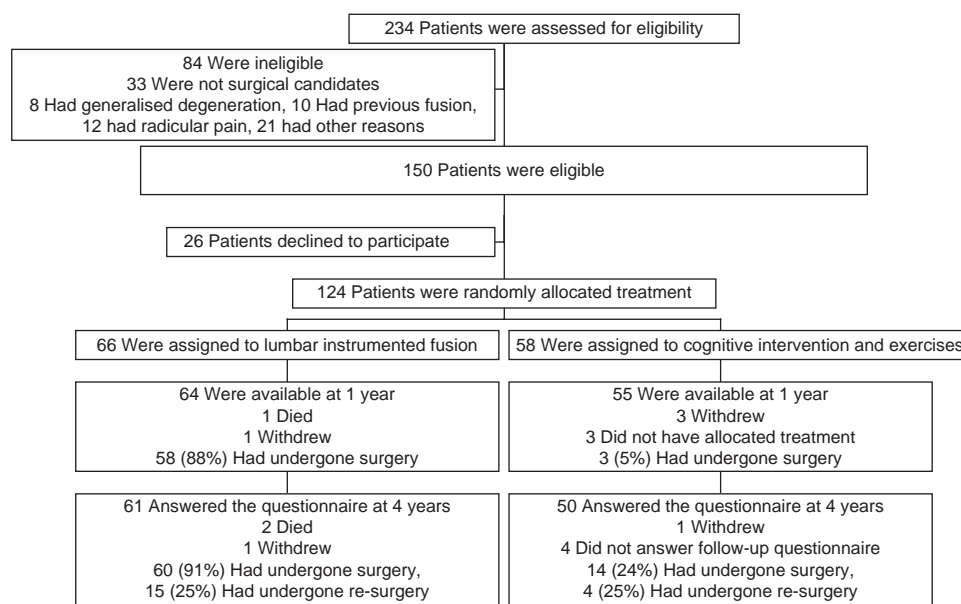 234 Patients were assessed for eligibility
84 Were ineligible
33 Were not surgical candidates
8 Had generalised degeneration, 10 Had previous fusion,
12 had radicular pain, 21 had other reasons
150 Patients were eligible
26 Patients declined to participate
124 Patients were randomly allocated treatment
66 Were assigned to lumbar instrumented fusion
58 Were assigned to cognitive intervention and exercises
64 Were available at 1 year
1 Died
1 Withdrew
58 (88%) Had undergone surgery
55 Were available at 1 year
3 Withdrew
3 Did not have allocated treatment
3 (5%) Had undergone surgery
61 Answered the questionnaire at 4 years
2 Died
1 Withdrew
60 (91%) Had undergone surgery,
15 (25%) Had undergone re-surgery
50 Answered the questionnaire at 4 years
1 Withdrew
4 Did not answer follow-up questionnaire
14 (24%) Had undergone surgery,
4 (25%) Had undergone re-surgery